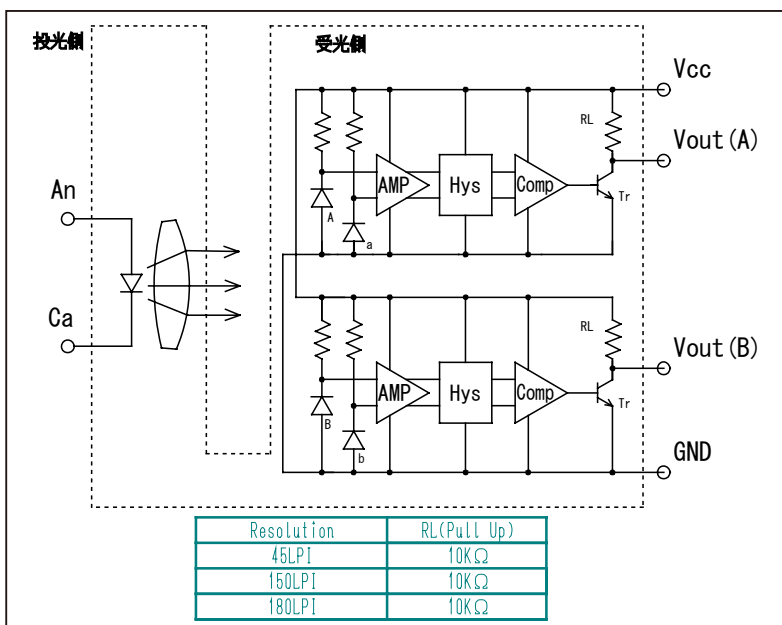 投光側
受光側
Vcc
RL
Vout(A)
An
AMP
Hys
Comp
Tr
A
a
Ca
RL
Vout(B)
AMP
Hys
Comp
Tr
B
b
GND
Resolution RL(Pull Up)
45LPI 10KΩ
150LPI 10KΩ
180LPI 10KΩ